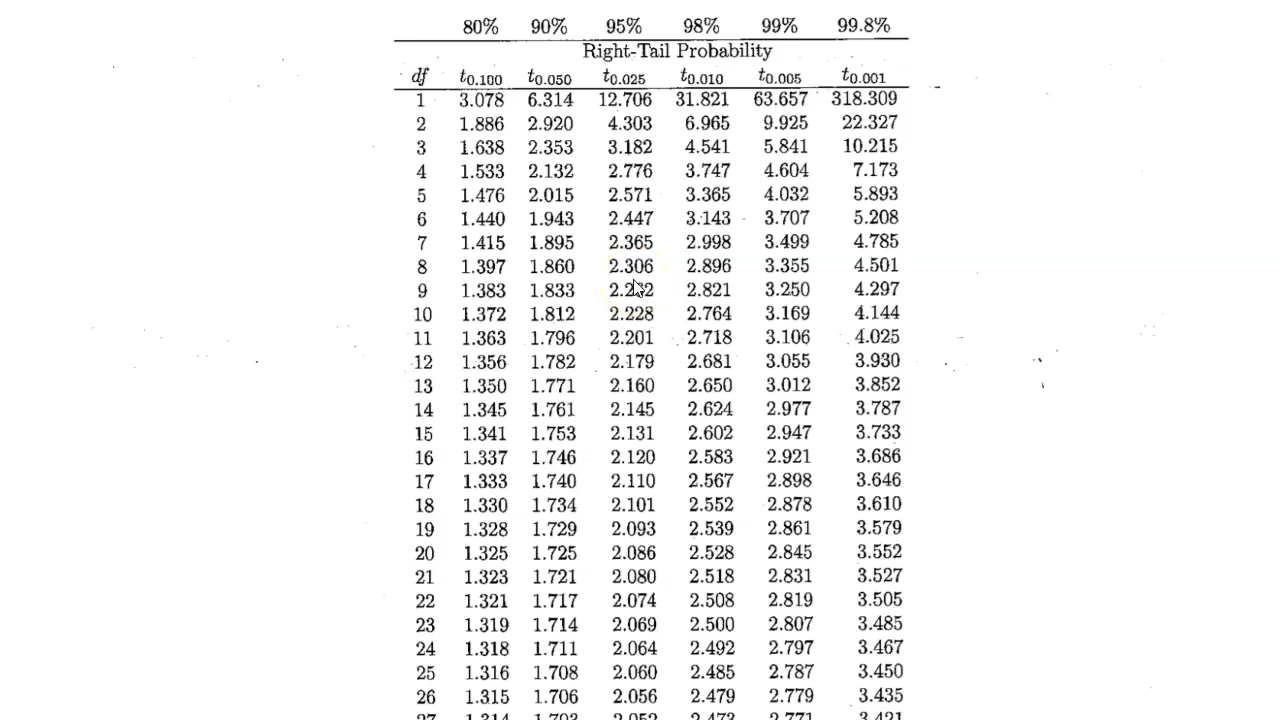 80% 90% 95% 98% 99% 99.8%
Right-Tail Probability
df t0.100 t0.050 t0.025 t0.010 t0.005 t0.001
1 3.078 6.314 12.706 31.821 63.657 318.309
2 1.886 2.920 4.303 6.965 9.925 22.327
3 1.638 2.353 3.182 4.541 5.841 10.215
4 1.533 2.132 2.776 3.747 4.604 7.173
5 1.476 2.015 2.571 3.365 4.032 5.893
6 1.440 1.943 2.447 3.143 3.707 5.208
7 1.415 1.895 2.365 2.998 3.499 4.785
8 1.397 1.860 2.306 2.896 3.355 4.501
9 1.383 1.833 2.821 3.250 4.297
10 1.372 1.812 2.228 2.764 3.169 4.144
11 1.363 1.796 2.201 2.718 3.106 4.025
12 1.356 1.782 2.179 2.681 3.055 3.930
13 1.350 1.771 2.160 2.650 3.012 3.852
14 1.345 1.761 2.145 2.624 2.977 3.787
15 1.341 1.753 2.131 2.602 2.947 3.733
16 1.337 1.746 2.120 2.583 2.921 3.686
17 1.333 1.740 2.110 2.567 2.898 3.646
18 1.330 1.734 2.101 2.552 2.878 3.610
19 1.328 1.729 2.093 2.539 2.861 3.579
20 1.325 1.725 2.086 2.528 2.845 3.552
21 1.323 1.721 2.080 2.518 2.831 3.527
22 1.321 1.717 2.074 2.508 2.819 3.505
23 1.319 1.714 2.069 2.500 2.807 3.485
24 1.318 1.711 2.064 2.492 2.797 3.467
25 1.316 1.708 2.060 2.485 2.787 3.450
26 1.315 1.706 2.056 2.479 2.779 3.435
27 1.314 1.703 2.052 2.473 2.771 3.421